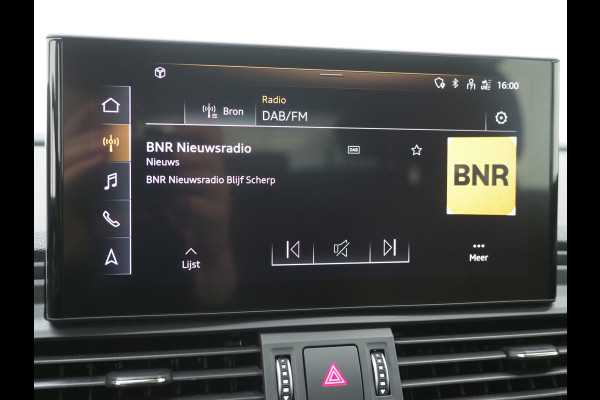 16:00
Radio
Bron DAB/FM
BNR Nieuwsradio DAB
Nieuws
BNR
BNR Nieuwsradio Blijf Scherp
Lijst Meer